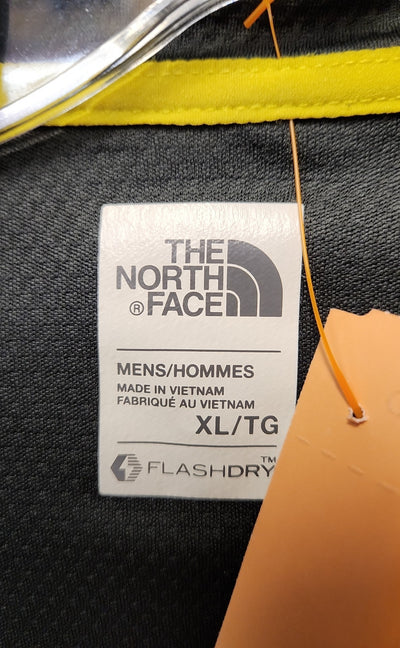 THE
NORTH
®FACE
MENS/HOMMES
MADE IN VIETNAM
FABRIQUÉ AU VIETNAM
XL/TG
FLASHDRY™